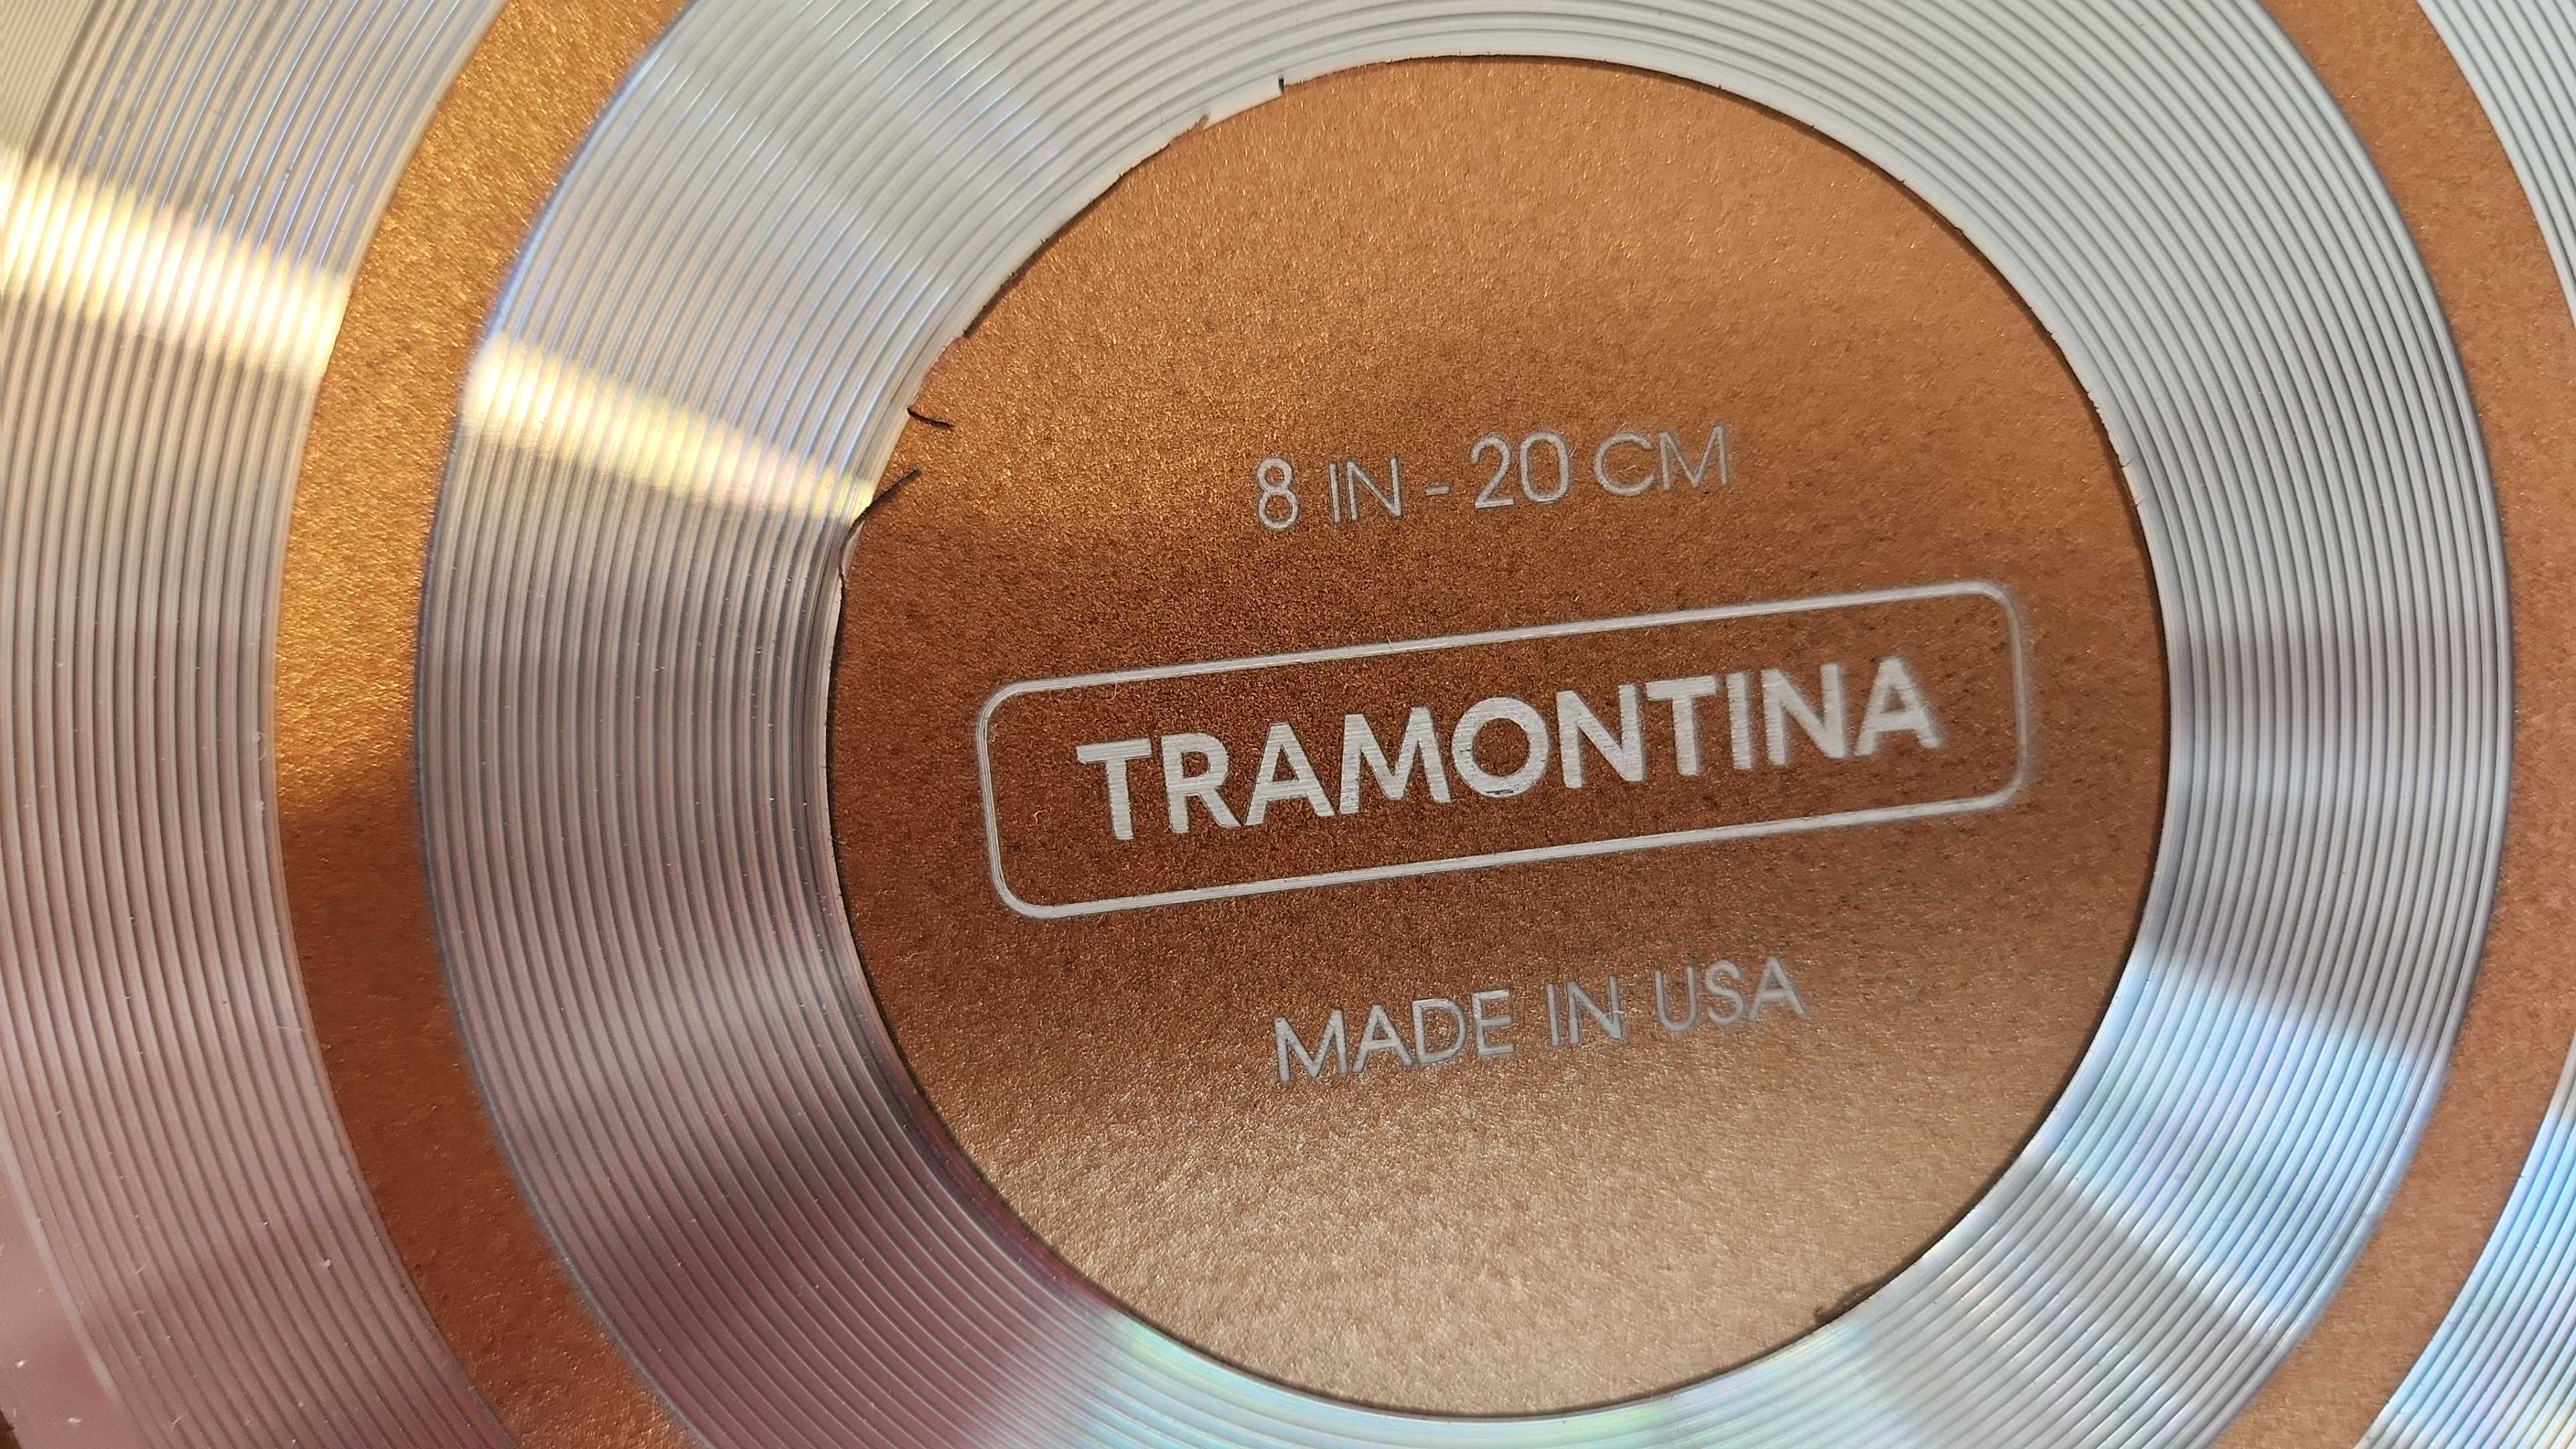 8 IN - 20 CM
TRAMONTINA
MADE IN USA